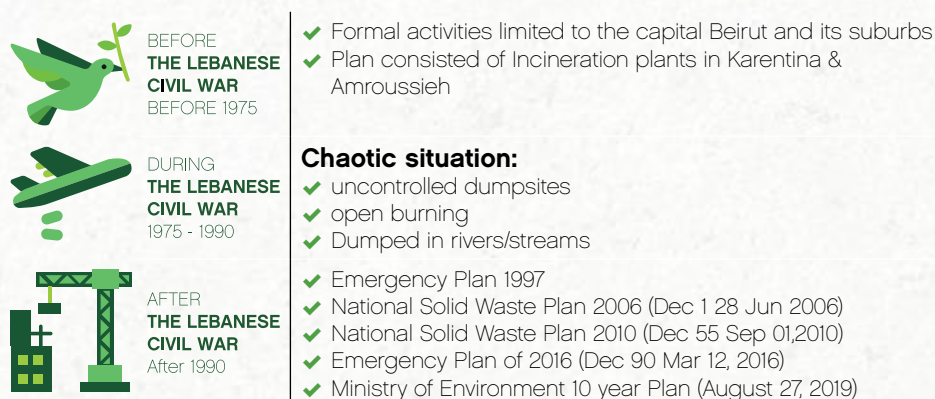 BEFORE
THE LEBANESE
CIVIL WAR
BEFORE 1975
Formal activities limited to the capital Beirut and its suburbs
Plan consisted of Incineration plants in Karentina &
Amroussieh
DURING
THE LEBANESE
CIVIL WAR
1975 - 1990
Chaotic situation:
uncontrolled dumpsites
open burning
Dumped in rivers/streams
AFTER
THE LEBANESE
CIVIL WAR
After 1990
Emergency Plan 1997
National Solid Waste Plan 2006 (Dec 1 28 Jun 2006)
National Solid Waste Plan 2010 (Dec 55 Sep 01,2010)
Emergency Plan of 2016 (Dec 90 Mar 12, 2016)
Ministry of Environment 10 year Plan (August 27, 2019)